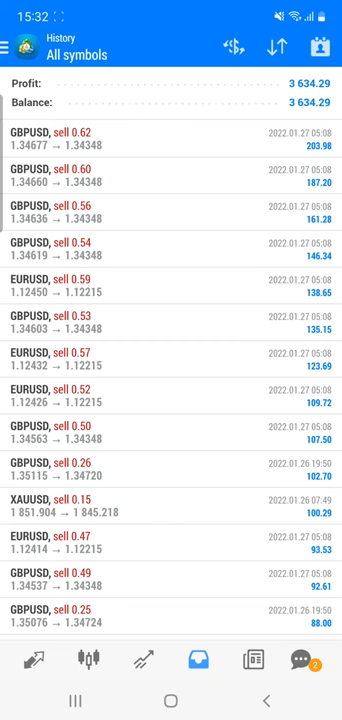 15:32
History
All symbols
Profit: 3 634.29
Balance: 3 634.29
GBPUSD, sell 0.62 2022.01.27 05:08
1.34677 → 1.34348 203.98
GBPUSD, sell 0.60 2022.01.27 05:08
1.34660 → 1.34348 187.20
GBPUSD, sell 0.56 2022.01.27 05:08
1.34636 → 1.34348 161.28
GBPUSD, sell 0.54 2022.01.27 05:08
1.34619 → 1.34348 146.34
EURUSD, sell 0.59 2022.01.27 05:08
1.12450 → 1.12215 138.65
GBPUSD, sell 0.53 2022.01.27 05:08
1.34603 → 1.34348 135.15
EURUSD, sell 0.57 2022.01.27 05:08
1.12432 → 1.12215 123.69
EURUSD, sell 0.52 2022.01.27 05:08
1.12426 → 1.12215 109.72
GBPUSD, sell 0.50 2022.01.27 05:08
1.34563 → 1.34348 107.50
GBPUSD, sell 0.26 2022.01.26 19:50
1.35115 → 1.34720 102.70
XAUUSD, sell 0.15 2022.01.26 07:49
1 851.904 → 1 845.218 100.29
EURUSD, sell 0.47 2022.01.27 05:08
1.12414 → 1.12215 93.53
GBPUSD, sell 0.49 2022.01.27 05:08
1.34537 → 1.34348 92.61
GBPUSD, sell 0.25 2022.01.26 19:50
1.35076 → 1.34724 88.00
2